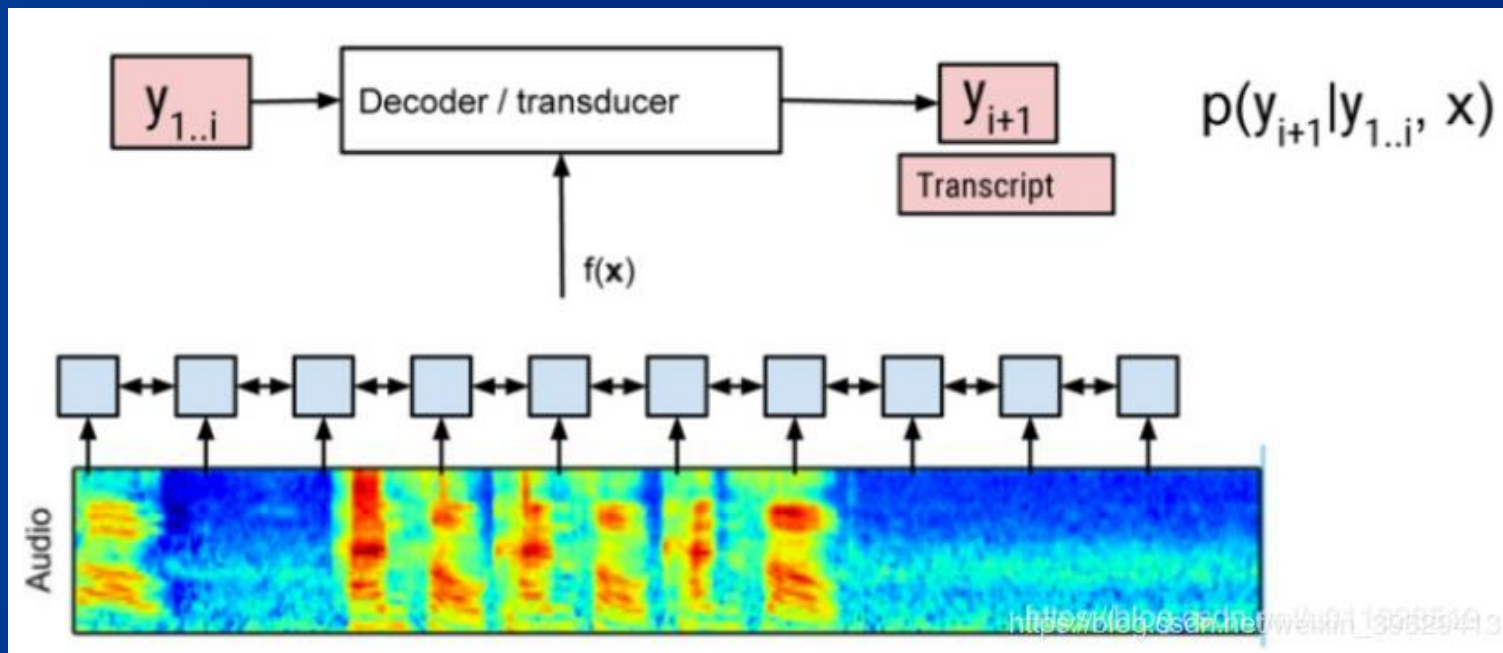 y1..i
Decoder / transducer
yi+1
p(yi+1|y1..i, x)
Transcript
f(x)
Audio